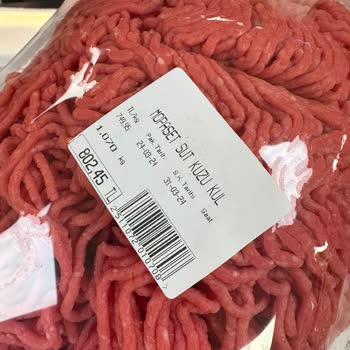 MORASET SUT KUZU KUL
TL/kg
749.95
Pak.Tarih
24-03-24
S.K.Tarihi
31-03-24
Saat
1,070 kg
802,45 TL